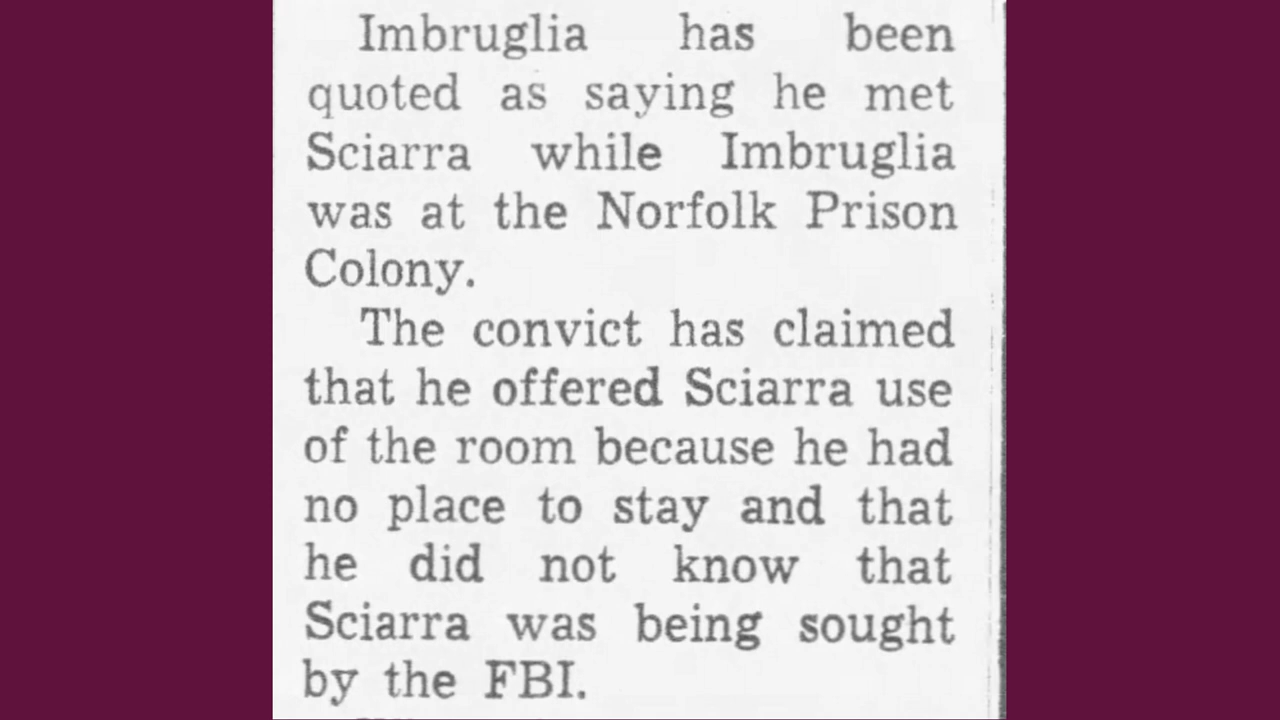 Imbruglia has been
quoted as saying he met
Sciarra while Imbruglia
was at the Norfolk Prison
Colony.
The convict has claimed
that he offered Sciarra use
of the room because he had
no place to stay and that
he did not know that
Sciarra was being sought
by the FBI.